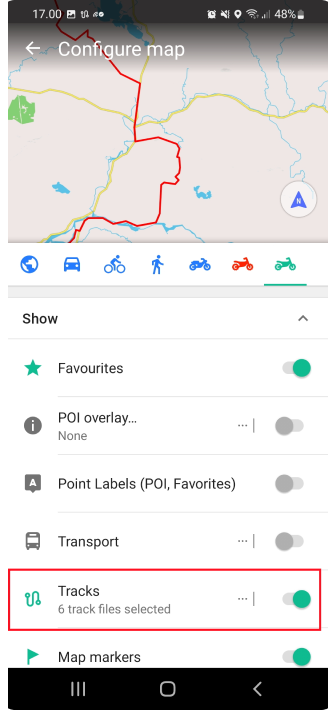 17.00 48%
Configure map
N
Show
Favourites
POI overlay...
None
Point Labels (POI, Favorites)
A
Transport
Tracks
6 track files selected
Map markers